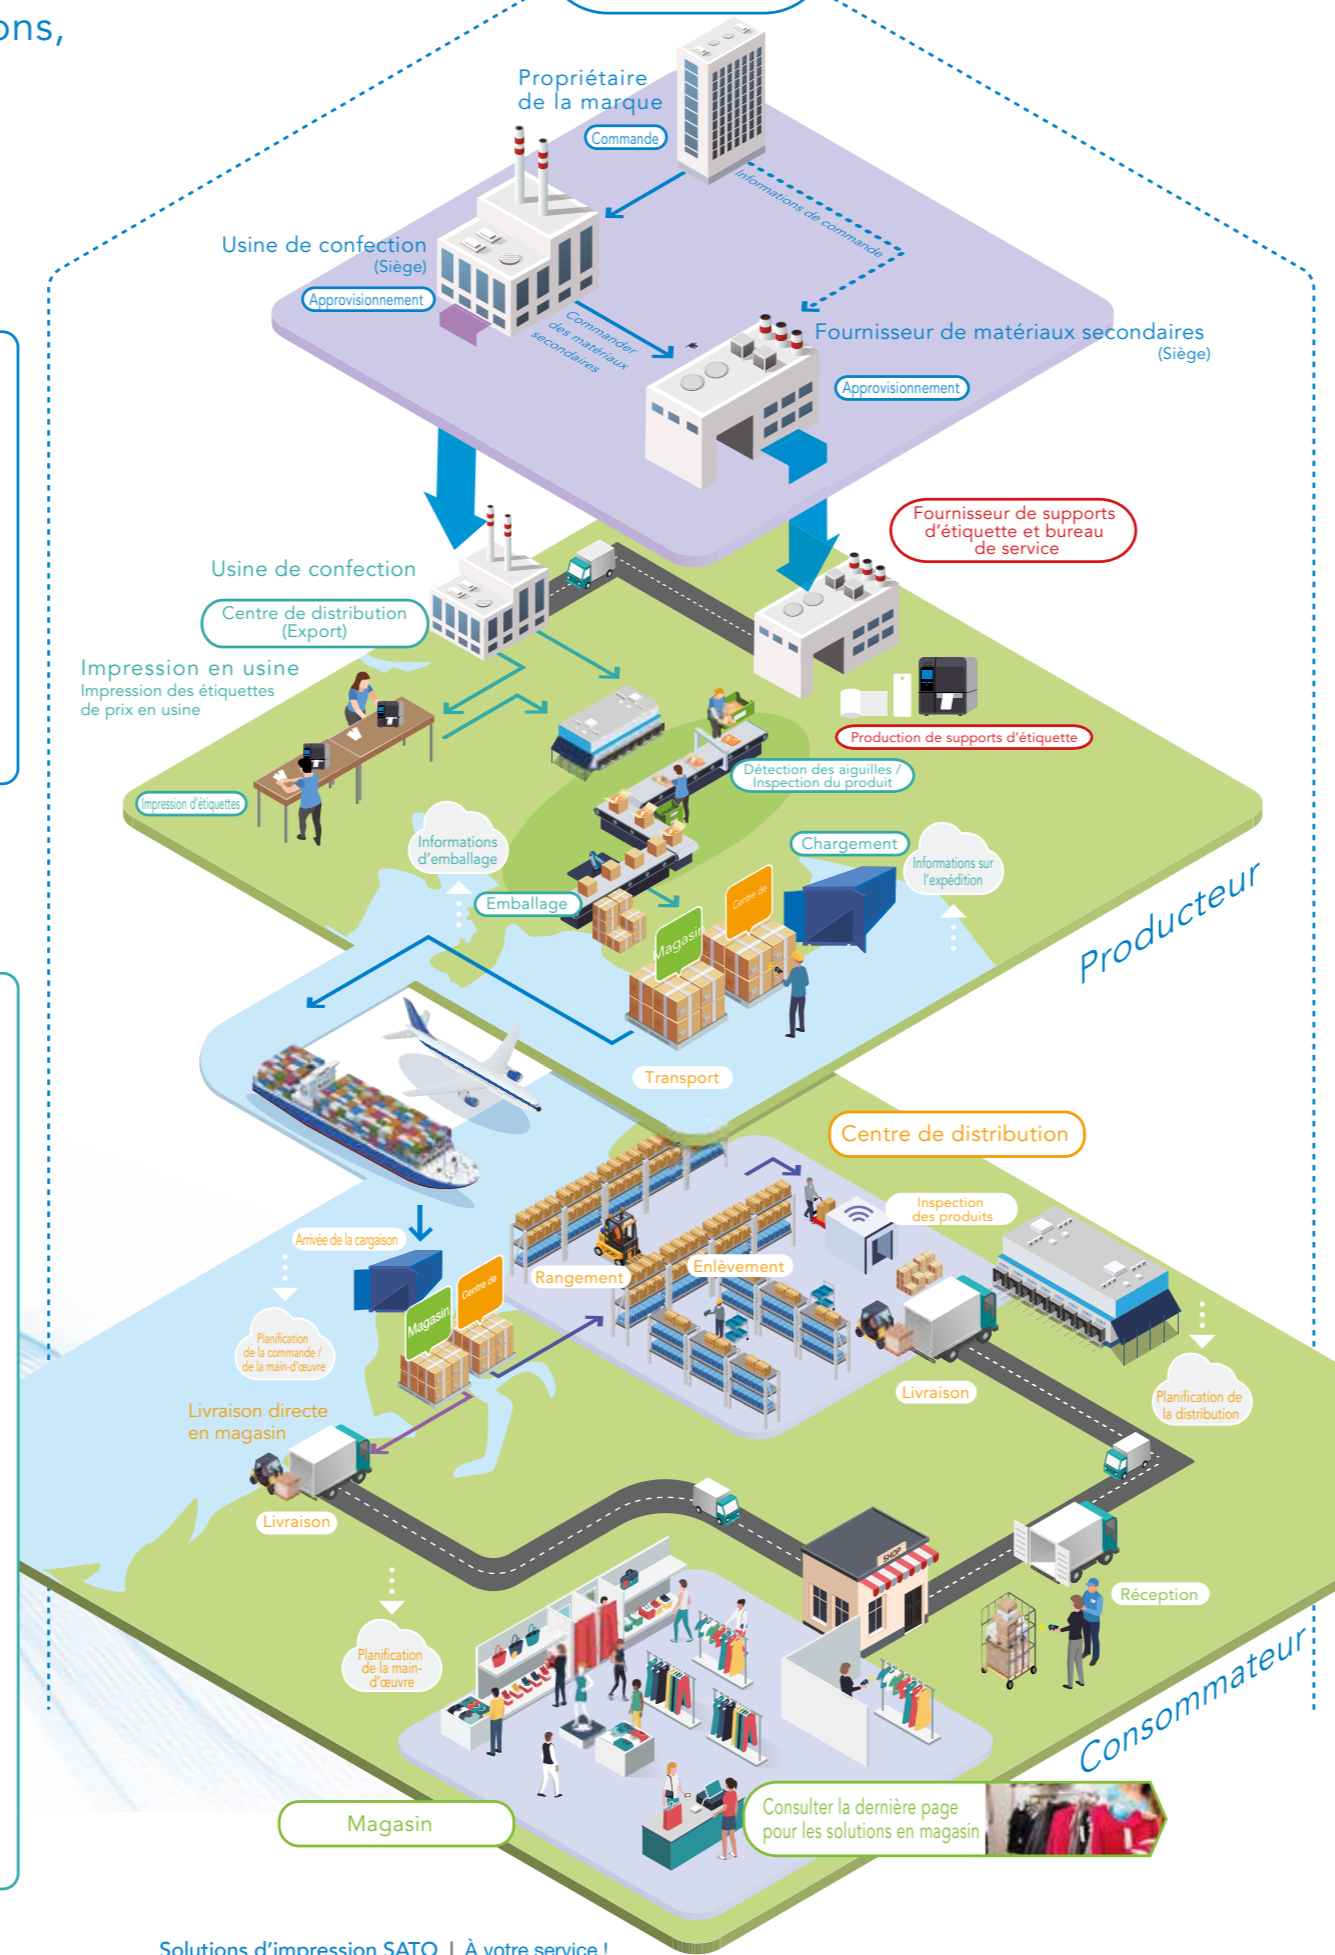 ons,
Propriétaire
de la marque
Commande
Informations de commande
Usine de confection
(Siège)
Approvisionnement
Commander
des matériaux
secondaires
Fournisseur de matériaux secondaires
(Siège)
Approvisionnement
Fournisseur de supports
d'étiquette et bureau
de service
Usine de confection
Centre de distribution
(Export)
Impression en usine
Impression des étiquettes
de prix en usine
Production de supports d'étiquette
Détection des aiguilles /
Inspection du produit
Impression d'étiquettes
Informations
d'emballage
Chargement
Informations sur
l'expédition
Emballage
Centre de
Magasin
Producteur
Transport
Centre de distribution
Inspection
des produits
Arrivée de la cargaison
Rangement
Enlèvement
Centre de
Magasin
Planification
de la commande /
de la main-d'œuvre
Livraison
Planification de
la distribution
Livraison directe
en magasin
Livraison
SHOP
Réception
Planification
de la main-
d'œuvre
Consommateur
Magasin
Consulter la dernière page
pour les solutions en magasin
Solutions d'impression SATO | À votre service !